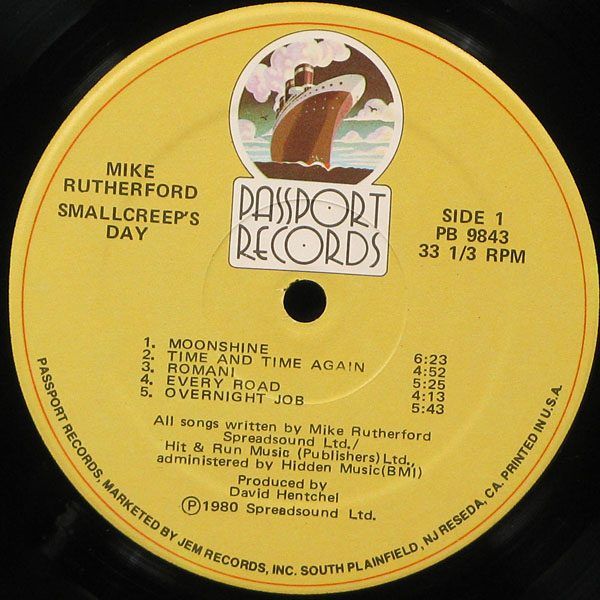 PASSPORT
RECORDS
MIKE
RUTHERFORD
SMALLCREEP'S
DAY
SIDE 1
PB 9843
33 1/3 RPM
1. MOONSHINE 6:23
2. TIME AND TIME AGAIN 4:52
3. ROMANI 5:25
4. EVERY ROAD 4:13
5. OVERNIGHT JOB 5:43
All songs written by Mike Rutherford
Spreadsound Ltd./
Hit & Run Music (Publishers) Ltd.,
administered by Hidden Music(BMI)
Produced by
David Hentchel
Ⓟ1980 Spreadsound Ltd.
PASSPORT RECORDS, MARKETED BY JEM RECORDS, INC. SOUTH PLAINFIELD, NJ RESEDA, CA. PRINTED IN U.S.A.